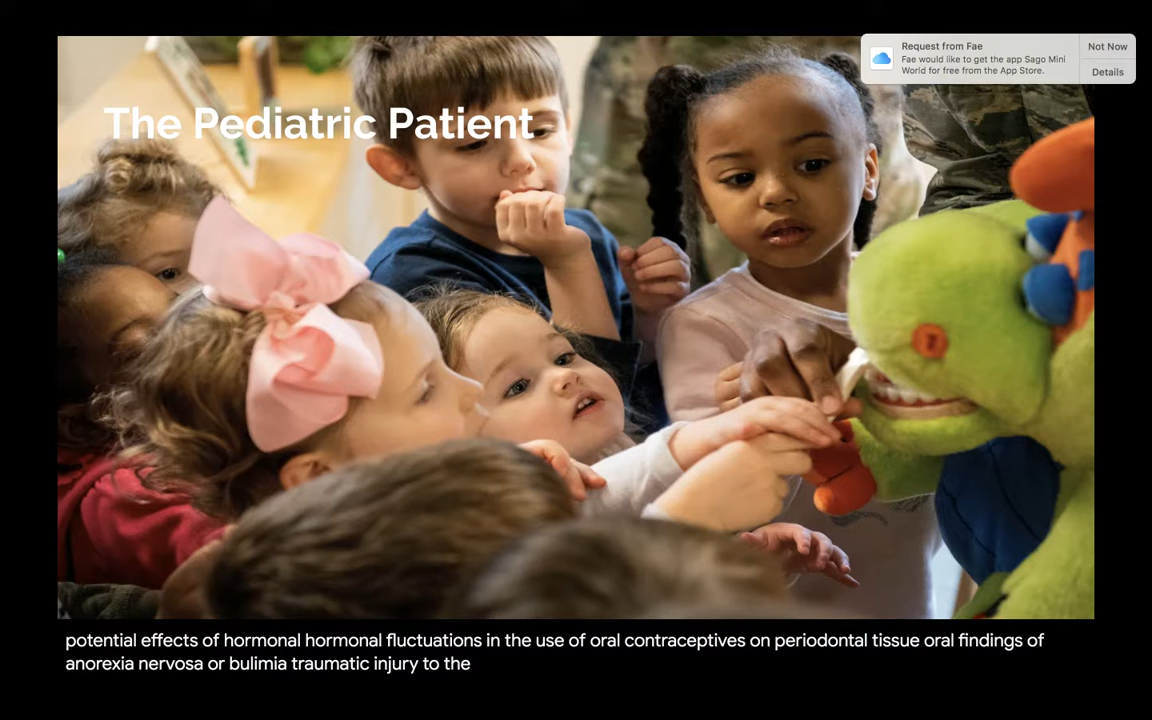 The Pediatric Patient
Request from Fae
Fae would like to get the app Sago Mini
World for free from the App Store.
Not Now
Details
potential effects of hormonal hormonal fluctuations in the use of oral contraceptives on periodontal tissue oral findings of
anorexia nervosa or bulimia traumatic injury to the